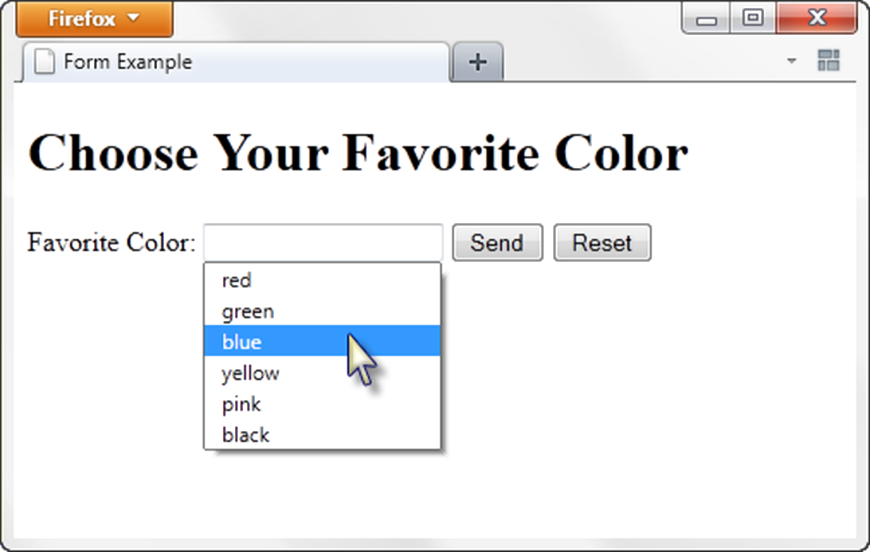 Firefox
Form Example
Choose Your Favorite Color
Favorite Color: Send Reset
red
green
blue
yellow
pink
black